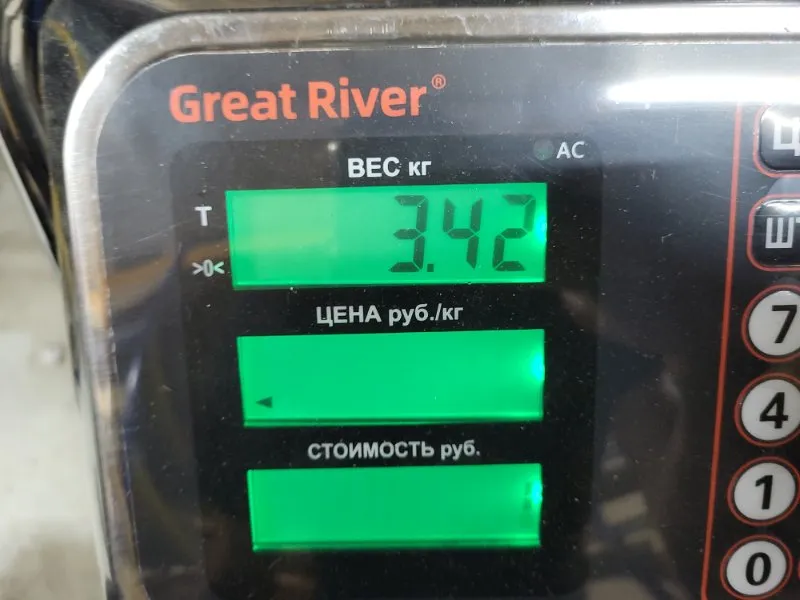 Great River®
AC
ВЕС кг
T
3.42
>0<
ЦЕНА руб./кг
СТОИМОСТЬ руб.
7
4
1
0